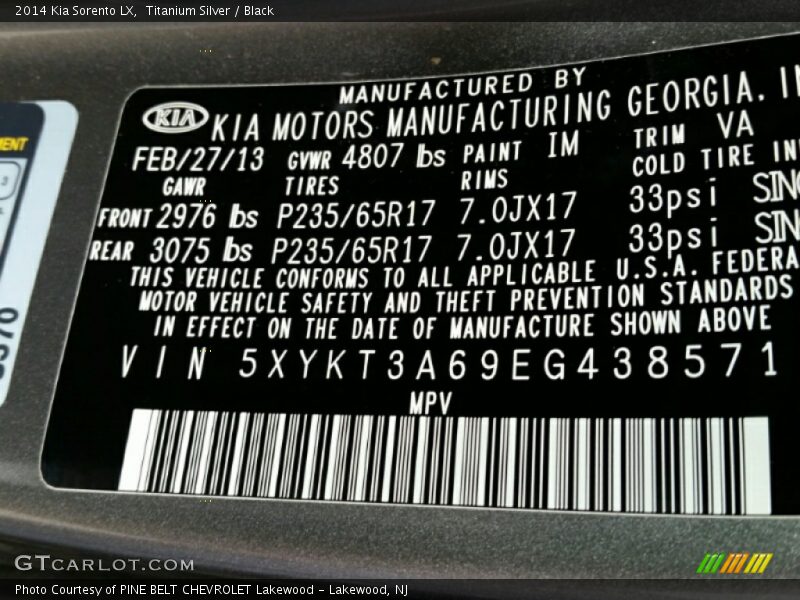 2014 Kia Sorento LX, Titanium Silver / Black
MANUFACTURED BY
KIA KIA MOTORS MANUFACTURING GEORGIA. IN
FEB/27/13 GVWR 4807 lbs PAINT IM TRIM VA
GAWR TIRES RIMS COLD TIRE IN
FRONT 2976 lbs P235/65R17 7.0JX17 33psi SING
REAR 3075 lbs P235/65R17 7.0JX17 33psi SIN
THIS VEHICLE CONFORMS TO ALL APPLICABLE U.S.A. FEDERA
MOTOR VEHICLE SAFETY AND THEFT PREVENTION STANDARDS
IN EFFECT ON THE DATE OF MANUFACTURE SHOWN ABOVE
VIN 5XYKT3A69EG438571
MPV
GTCARLOT.COM
Photo Courtesy of PINE BELT CHEVROLET Lakewood - Lakewood, NJ